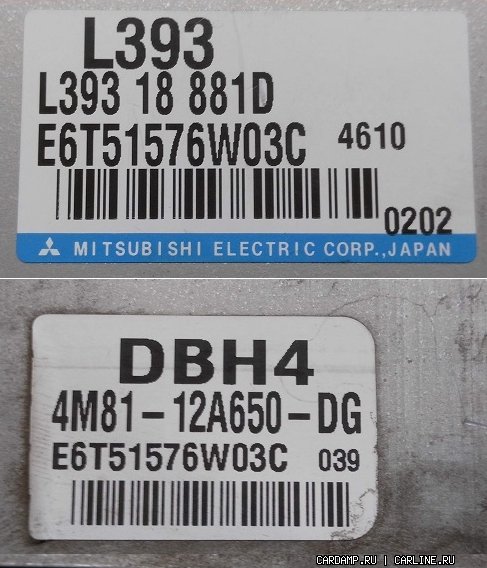 L393
L393 18 881D
E6T51576W03C 4610
0202
MITSUBISHI ELECTRIC CORP.,JAPAN
DBH4
4M81-12A650-DG
E6T51576W03C 039
CARDAMP.RU | CARLINE.RU